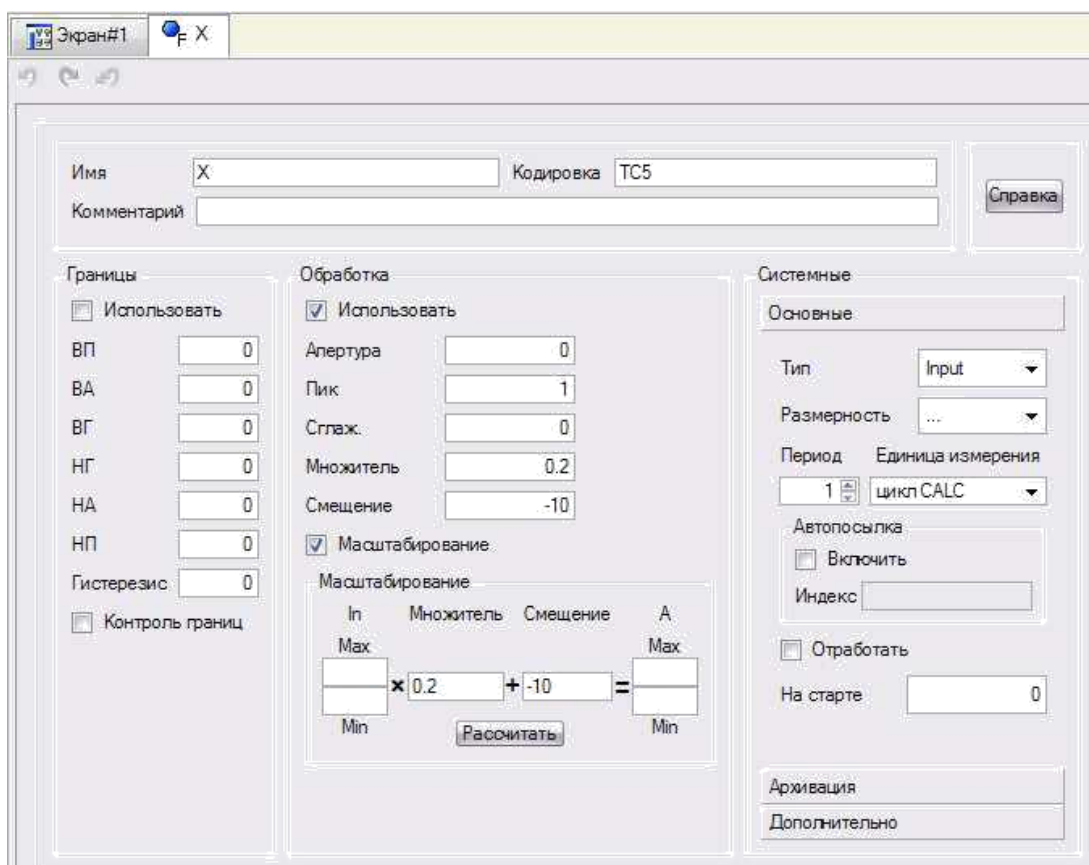 Экран#1 F X
Имя X Кодировка TC5
Комментарий
Справка
Границы
Использовать
ВП 0
ВА 0
ВГ 0
НГ 0
НА 0
НП 0
Гистерезис 0
Контроль границ
Обработка
Использовать
Апертура 0
Пик 1
Сглаж. 0
Множитель 0.2
Смещение -10
Масштабирование
Масштабирование
In Множитель Смещение A
Max Max
× 0.2 + -10 =
Min Min
Рассчитать
Системные
Основные
Тип Input
Размерность ...
Период Единица измерения
1 цикл CALC
Автопосылка
Включить
Индекс
Отработать
На старте 0
Архивация
Дополнительно